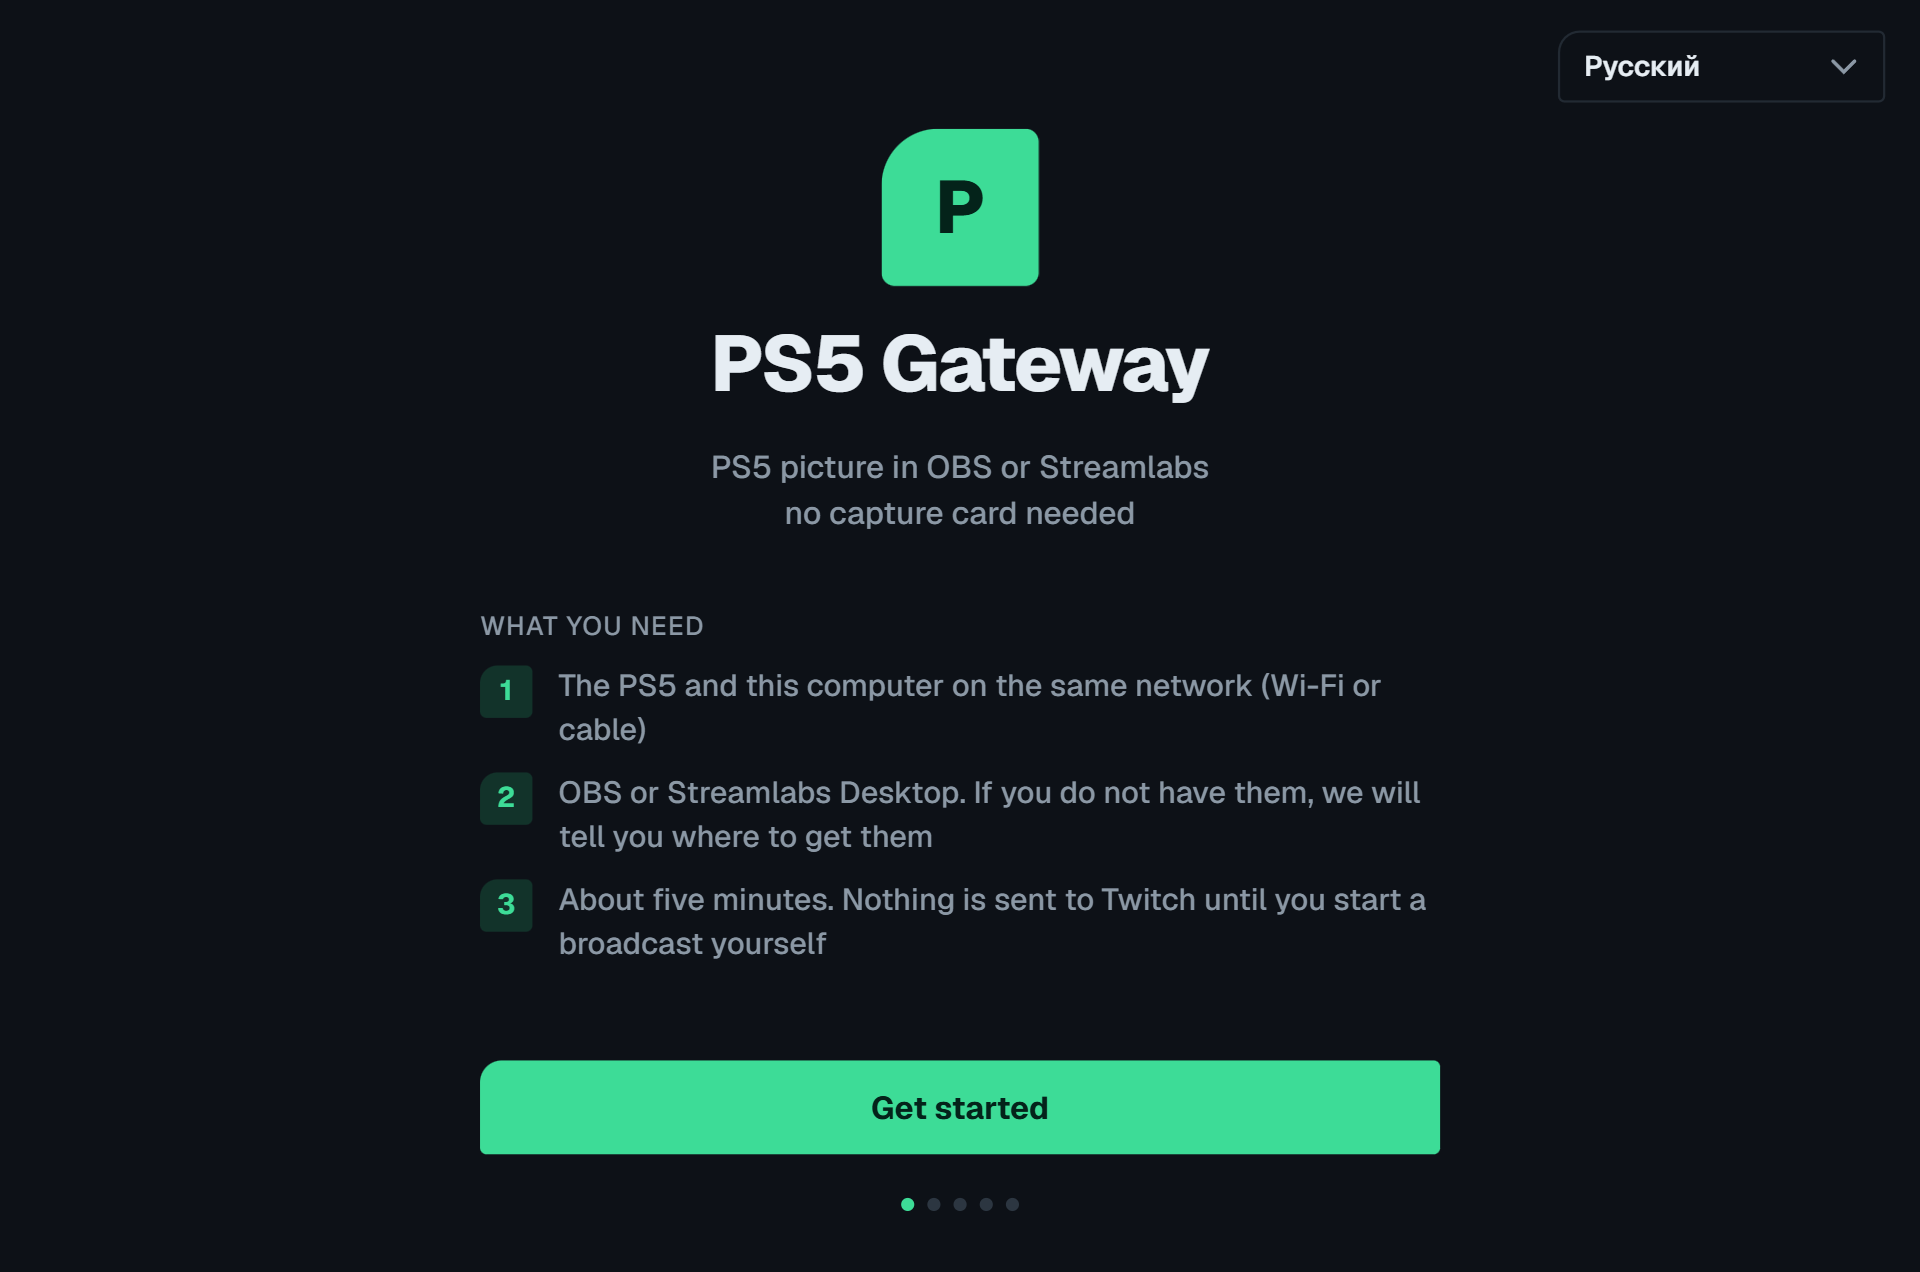 Русский
P
PS5 Gateway
PS5 picture in OBS or Streamlabs
no capture card needed
WHAT YOU NEED
1 The PS5 and this computer on the same network (Wi-Fi or
cable)
2 OBS or Streamlabs Desktop. If you do not have them, we will
tell you where to get them
3 About five minutes. Nothing is sent to Twitch until you start a
broadcast yourself
Get started